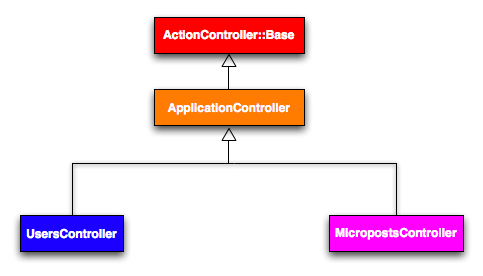 ActionController::Base
ApplicationController
UsersController
MicropostsController